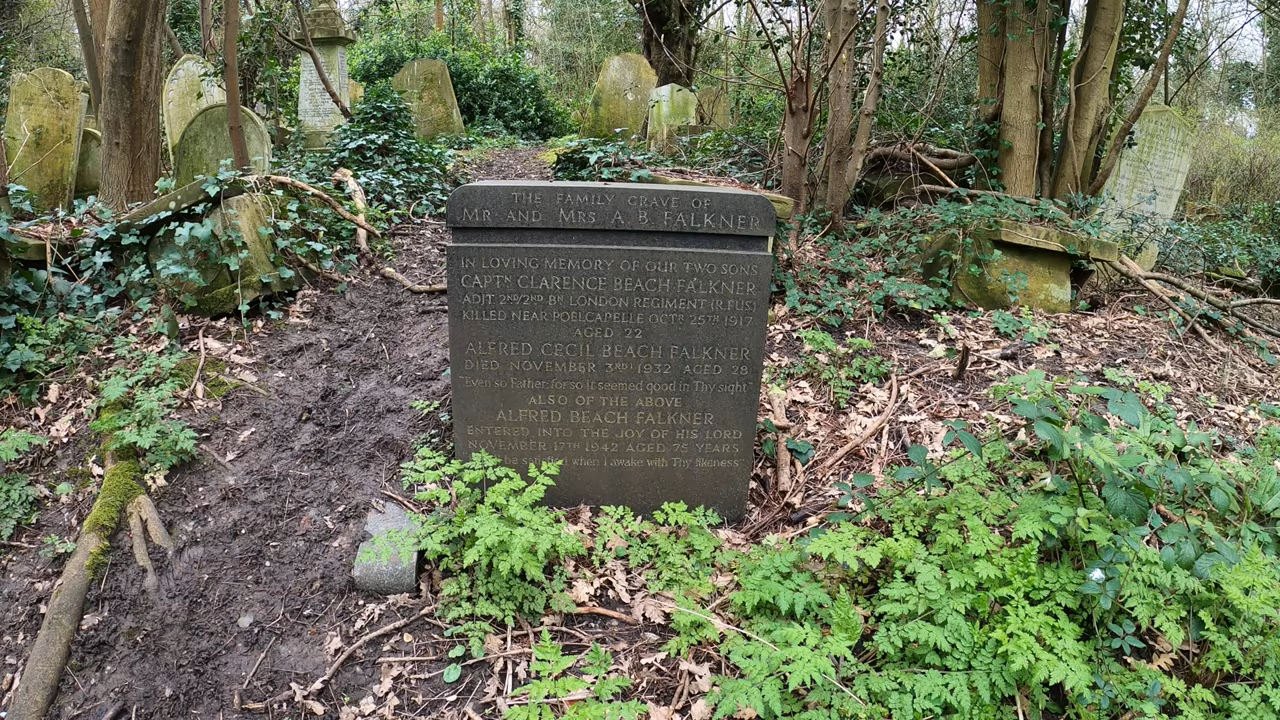 THE FAMILY GRAVE OF
MR AND MRS A. B. FALKNER
IN LOVING MEMORY OF OUR TWO SONS
CAPTN CLARENCE BEACH FALKNER
ADJT. 2ND/2ND BN LONDON REGIMENT (R.FUS)
KILLED NEAR POELCAPELLE OCTR 25TH 1917
AGED 22
ALFRED CECIL BEACH FALKNER
DIED NOVEMBER 3RD 1932 AGED 28
"Even so Father, for so it seemed good in Thy sight"
ALSO OF THE ABOVE
ALFRED BEACH FALKNER
ENTERED INTO THE JOY OF HIS LORD
NOVEMBER 1942 AGED 75 YEARS
be satisfied when I awake with Thy likeness"